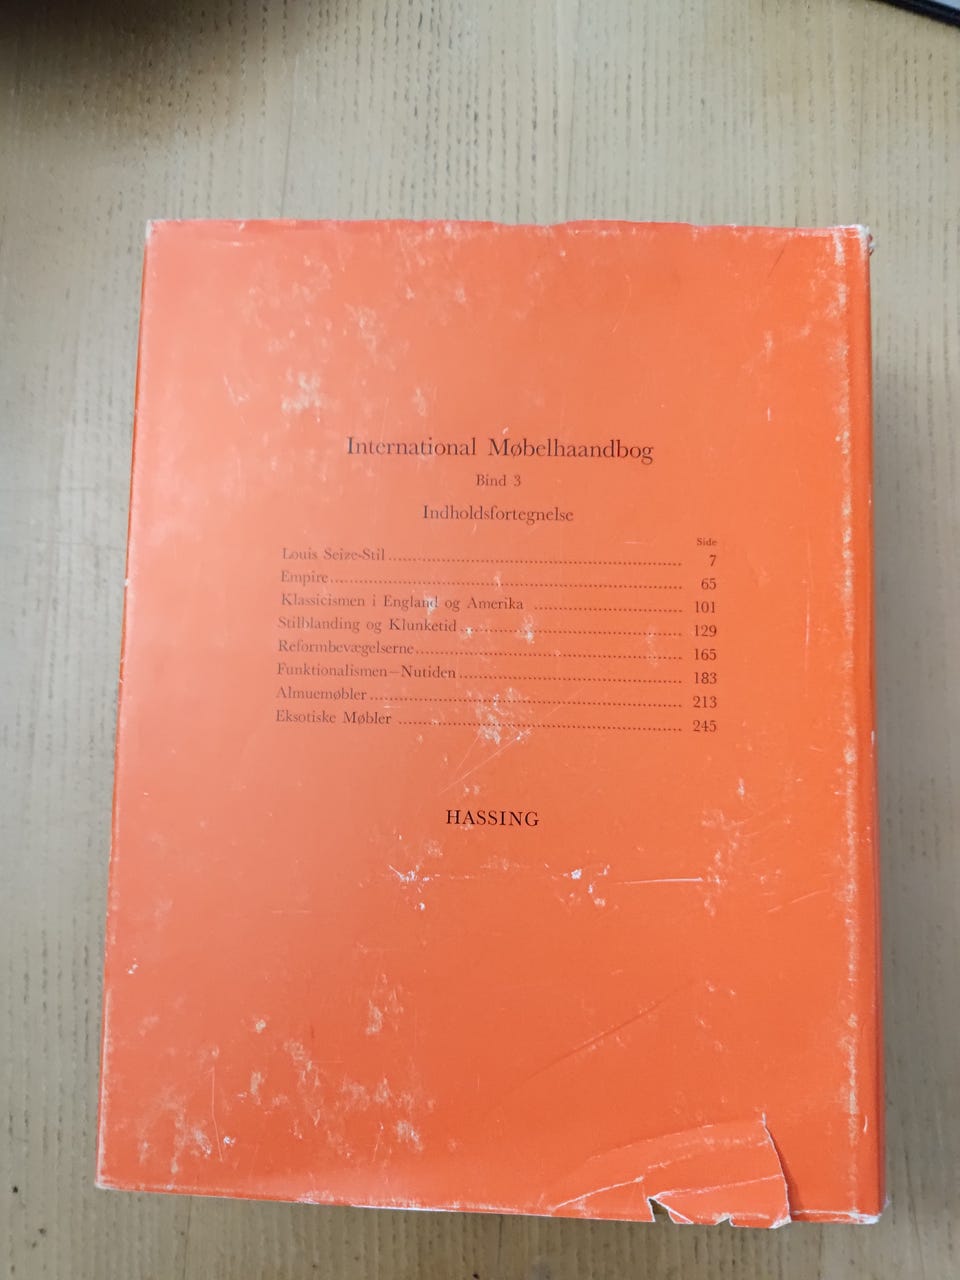 International Møbelhaandbog
Bind 3
Indholdsfortegnelse
Side
Louis Seize-Stil 7
Empire 65
Klassicismen i England og Amerika 101
Stilblanding og Klunketid 129
Reformbevægelserne 165
Funktionalismen—Nutiden 183
Almuemøbler 213
Eksotiske Møbler 245
HASSING